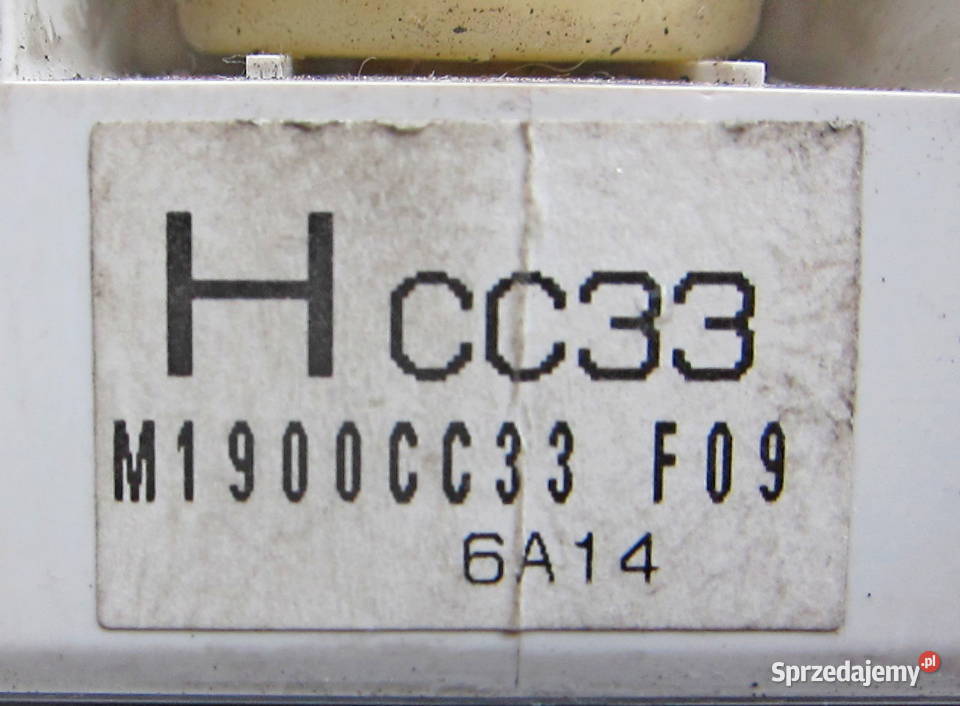 H CC33
M1900CC33 F09
6A14
Sprzedajemy.pl